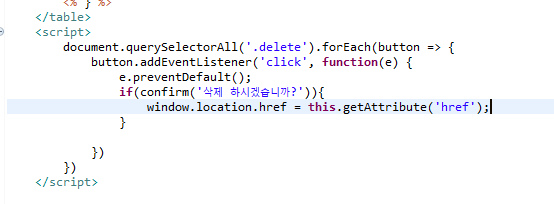 <% } %>
</table>
<script>
    document.querySelectorAll('.delete').forEach(button => {
        button.addEventListener('click', function(e) {
            e.preventDefault();
            if(confirm('삭제 하시겠습니까?')){
                window.location.href = this.getAttribute('href');
            }

        })
    })
</script>